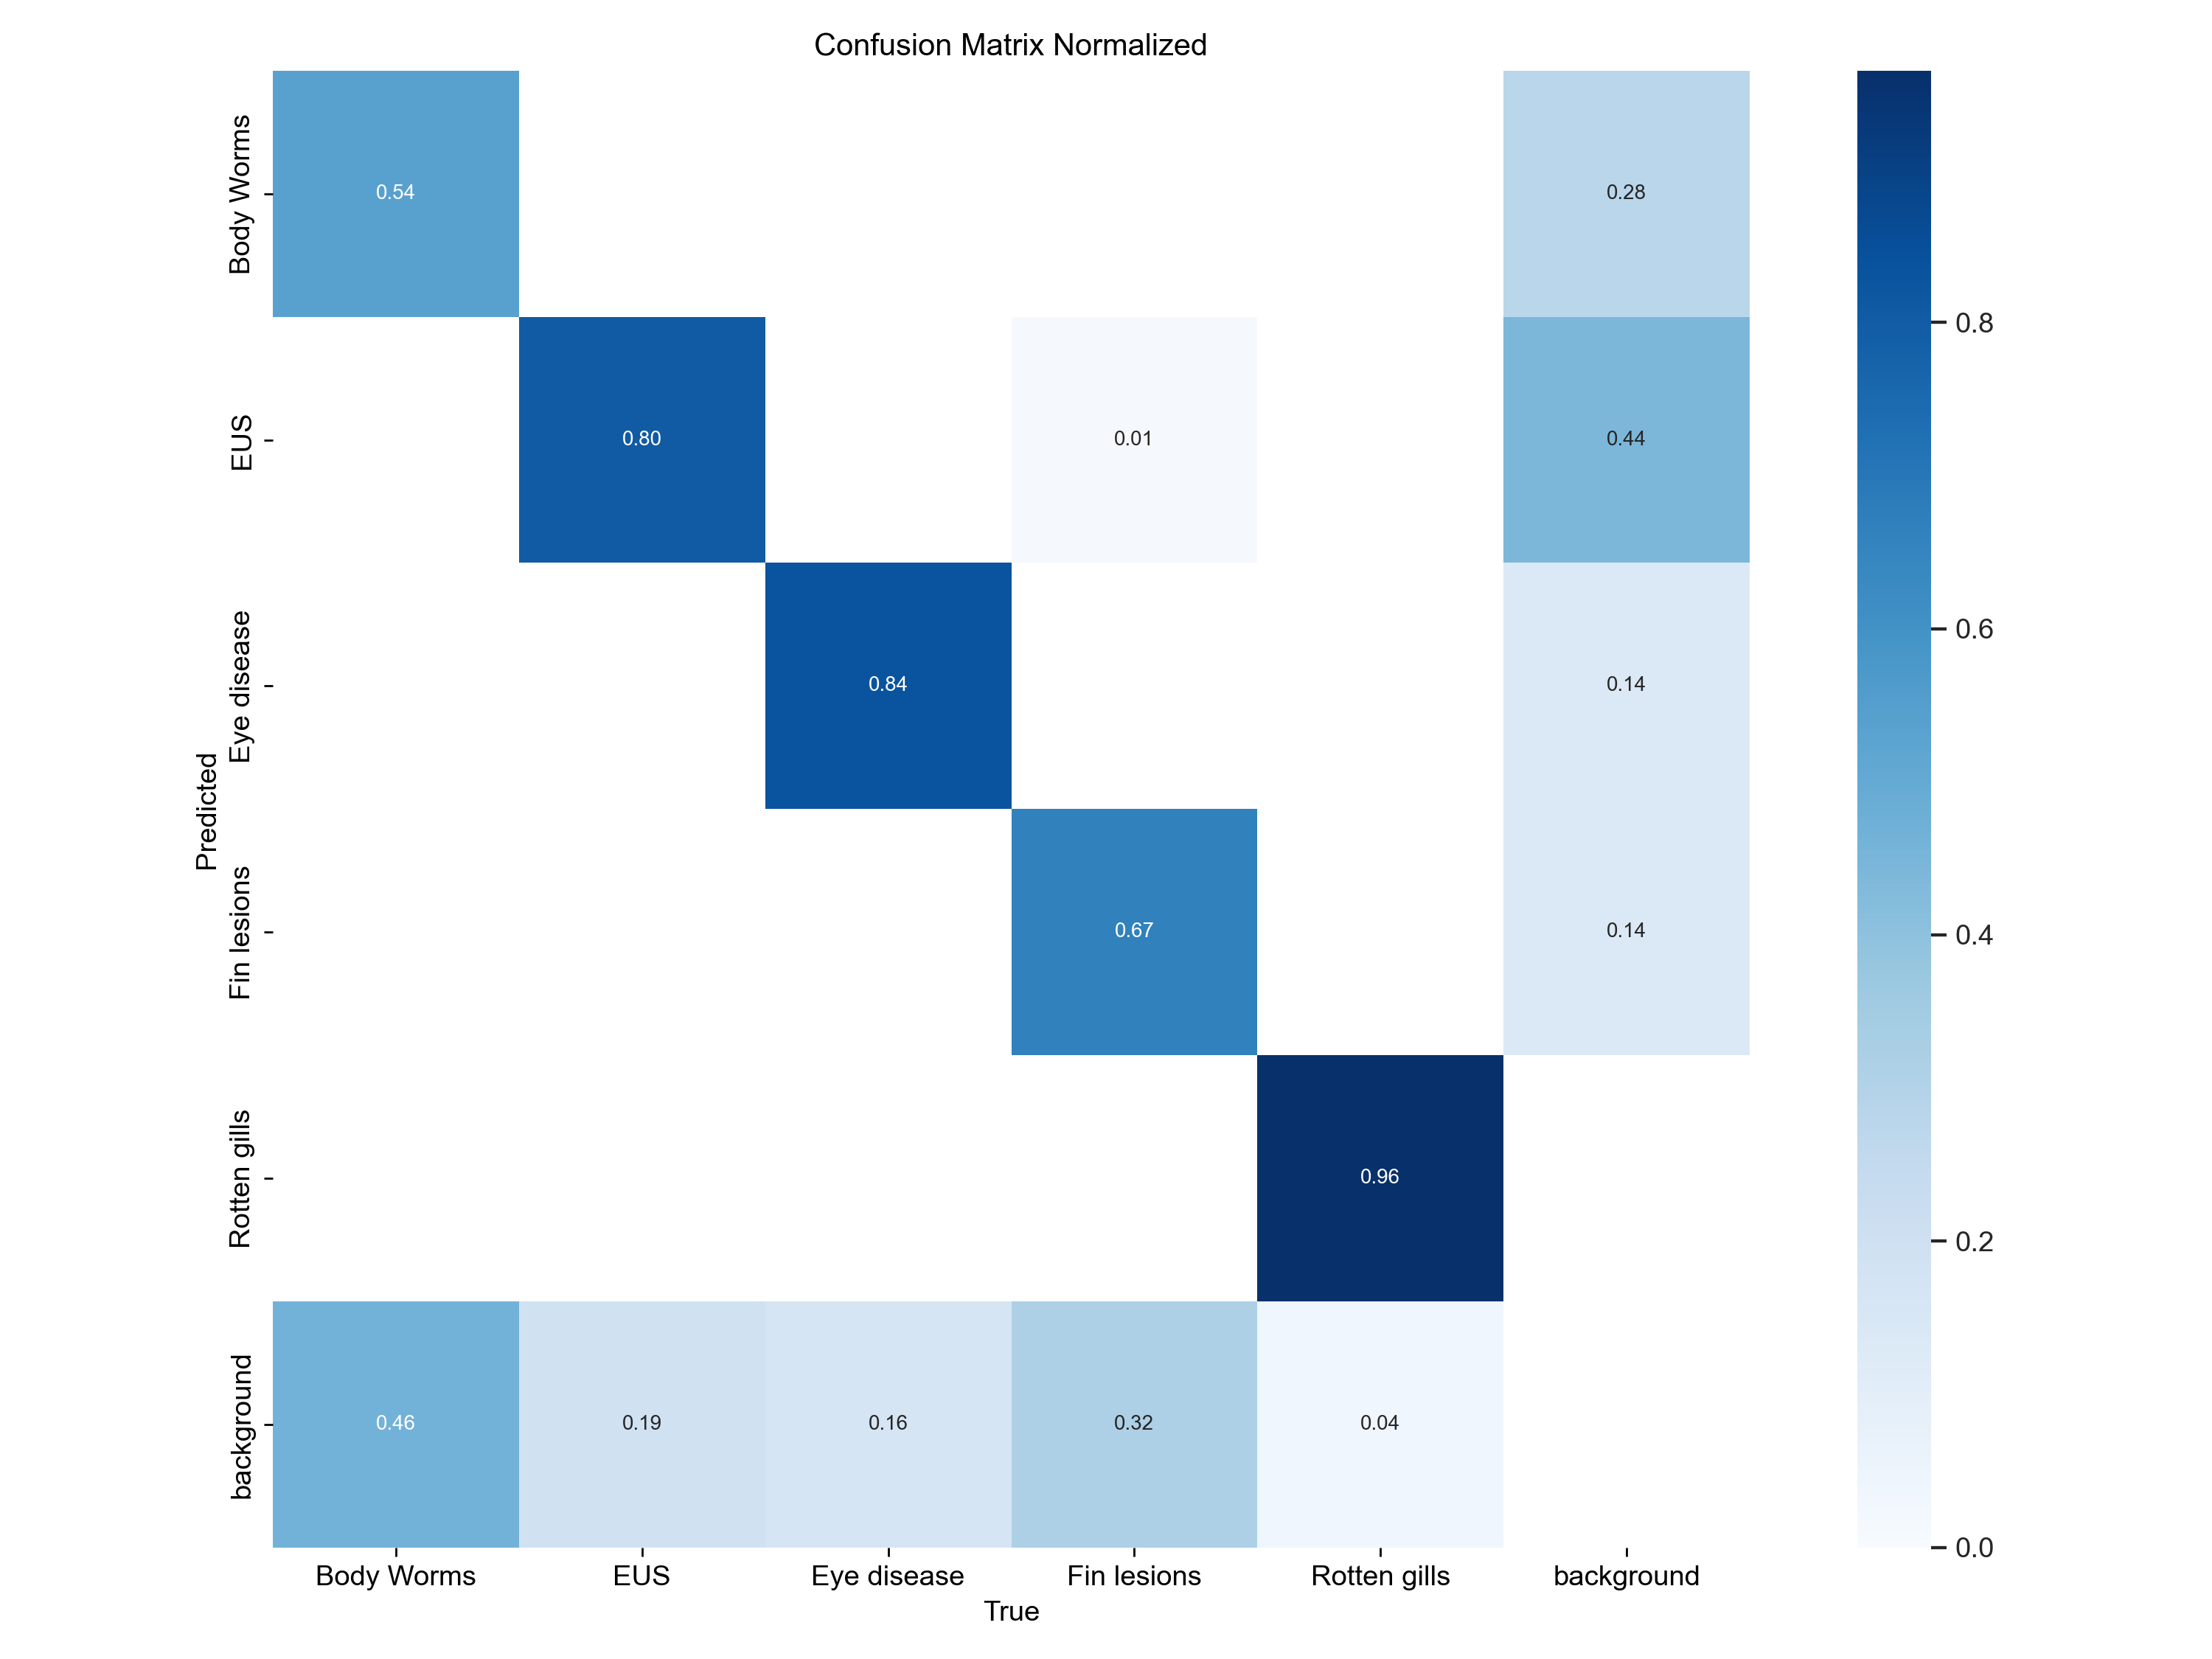 Confusion Matrix Normalized
Body Worms
0.54
0.28
EUS
0.80
0.01
0.44
Eye disease
0.84
0.14
Fin lesions
0.67
0.14
Rotten gills
0.96
background
0.46
0.19
0.16
0.32
0.04
Predicted
Body Worms
EUS
Eye disease
Fin lesions
Rotten gills
background
True
0.8
0.6
0.4
0.2
0.0